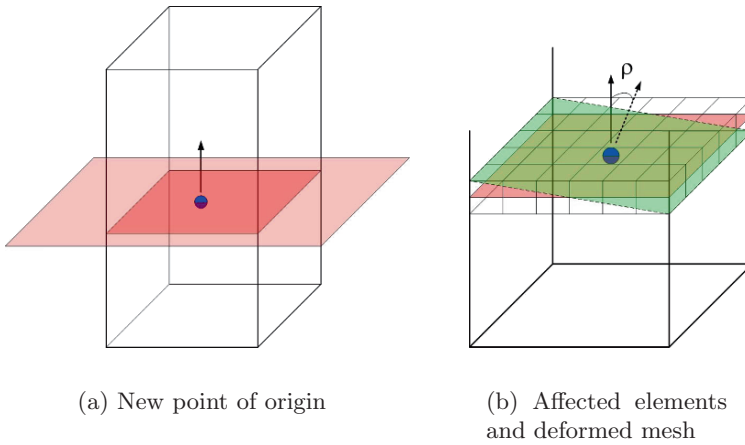 ρ
(a) New point of origin
(b) Affected elements
and deformed mesh